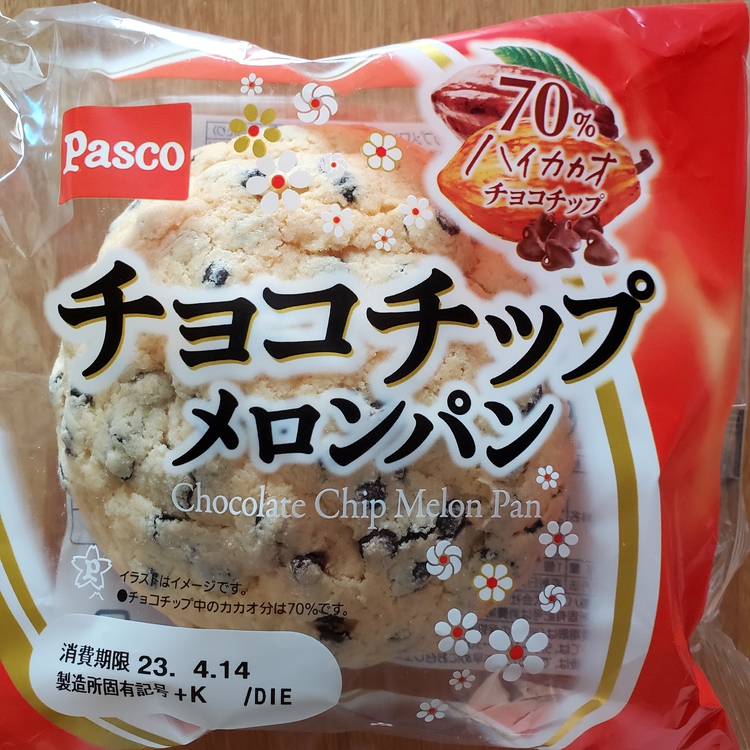 Pasco
70%
ハイカカオ
チョコチップ
チョコチップ
メロンパン
Chocolate Chip Melon Pan
イラストはイメージです。
●チョコチップ中のカカオ分は70%です。
消費期限 23. 4.14
製造所固有記号 +K /DIE